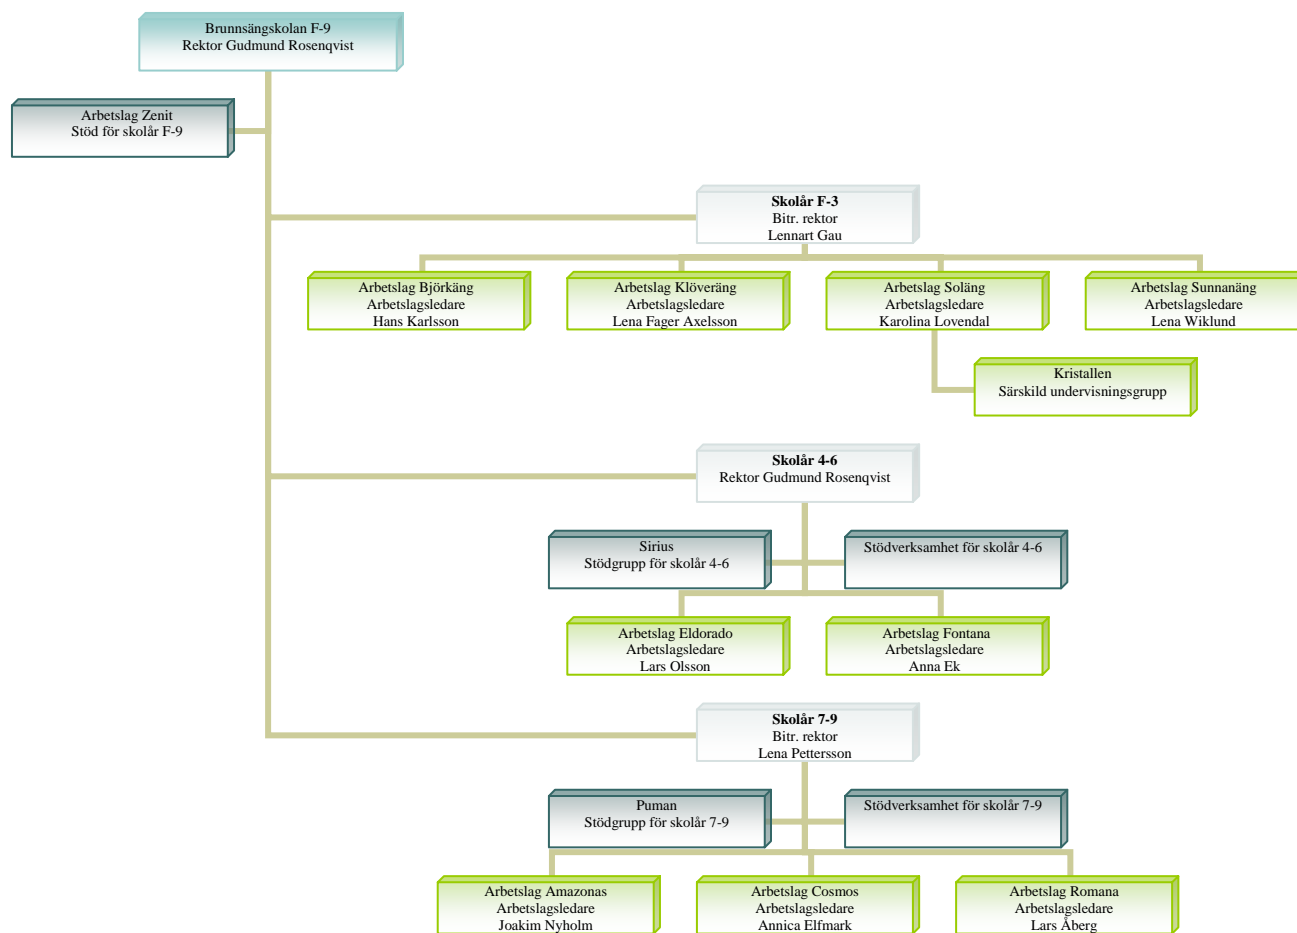 Brunnsängskolan F-9
Rektor Gudmund Rosenqvist
Arbetslag Zenit
Stöd för skolår F-9
Skolår F-3
Bitr. rektor
Lennart Gau
Arbetslag Björkäng
Arbetslagsledare
Hans Karlsson
Arbetslag Klöveräng
Arbetslagsledare
Lena Fager Axelsson
Arbetslag Soläng
Arbetslagsledare
Karolina Lovendal
Arbetslag Sunnanäng
Arbetslagsledare
Lena Wiklund
Kristallen
Särskild undervisningsgrupp
Skolår 4-6
Rektor Gudmund Rosenqvist
Sirius
Stödgrupp för skolår 4-6
Stödverksamhet för skolår 4-6
Arbetslag Eldorado
Arbetslagsledare
Lars Olsson
Arbetslag Fontana
Arbetslagsledare
Anna Ek
Skolår 7-9
Bitr. rektor
Lena Pettersson
Puman
Stödgrupp för skolår 7-9
Stödverksamhet för skolår 7-9
Arbetslag Amazonas
Arbetslagsledare
Joakim Nyholm
Arbetslag Cosmos
Arbetslagsledare
Annica Elfmark
Arbetslag Romana
Arbetslagsledare
Lars Åberg